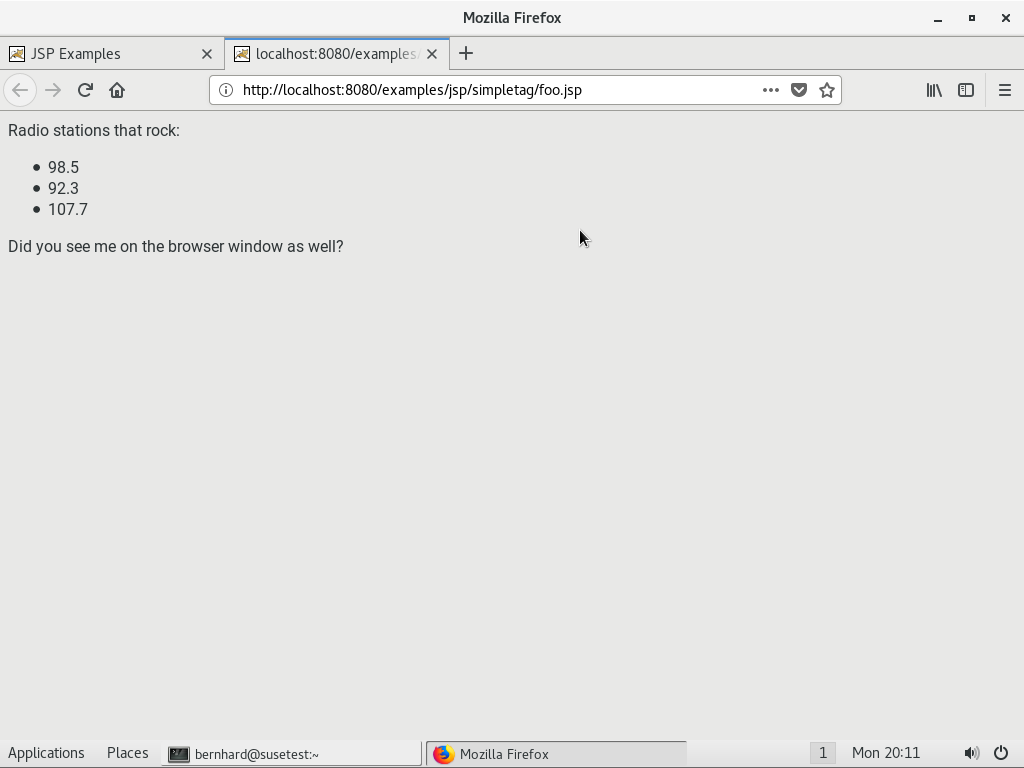 Mozilla Firefox
JSP Examples
localhost:8080/examples/
http://localhost:8080/examples/jsp/simpletag/foo.jsp
Radio stations that rock:
98.5
92.3
107.7
Did you see me on the browser window as well?
Applications Places bernhard@susetest:~ Mozilla Firefox 1 Mon 20:11